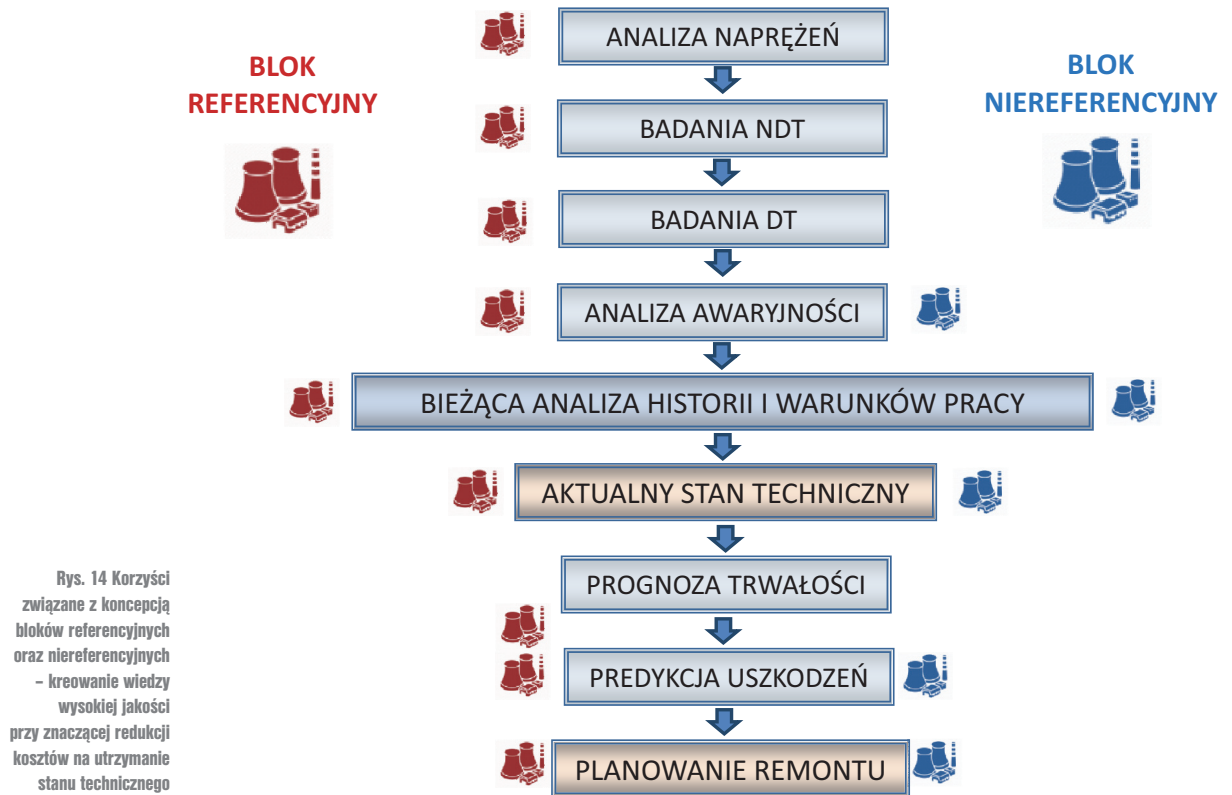 BLOK
REFERENCYJNY
BLOK
NIEREFERENCYJNY
ANALIZA NAPRĘŻEŃ
BADANIA NDT
BADANIA DT
ANALIZA AWARYJNOŚCI
BIEŻĄCA ANALIZA HISTORII I WARUNKÓW PRACY
AKTUALNY STAN TECHNICZNY
PROGNOZA TRWAŁOŚCI
PREDYKCJA USZKODZEŃ
PLANOWANIE REMONTU
Rys. 14 Korzyści
związane z koncepcją
bloków referencyjnych
oraz niereferencyjnych
– kreowanie wiedzy
wysokiej jakości
przy znaczącej redukcji
kosztów na utrzymanie
stanu technicznego